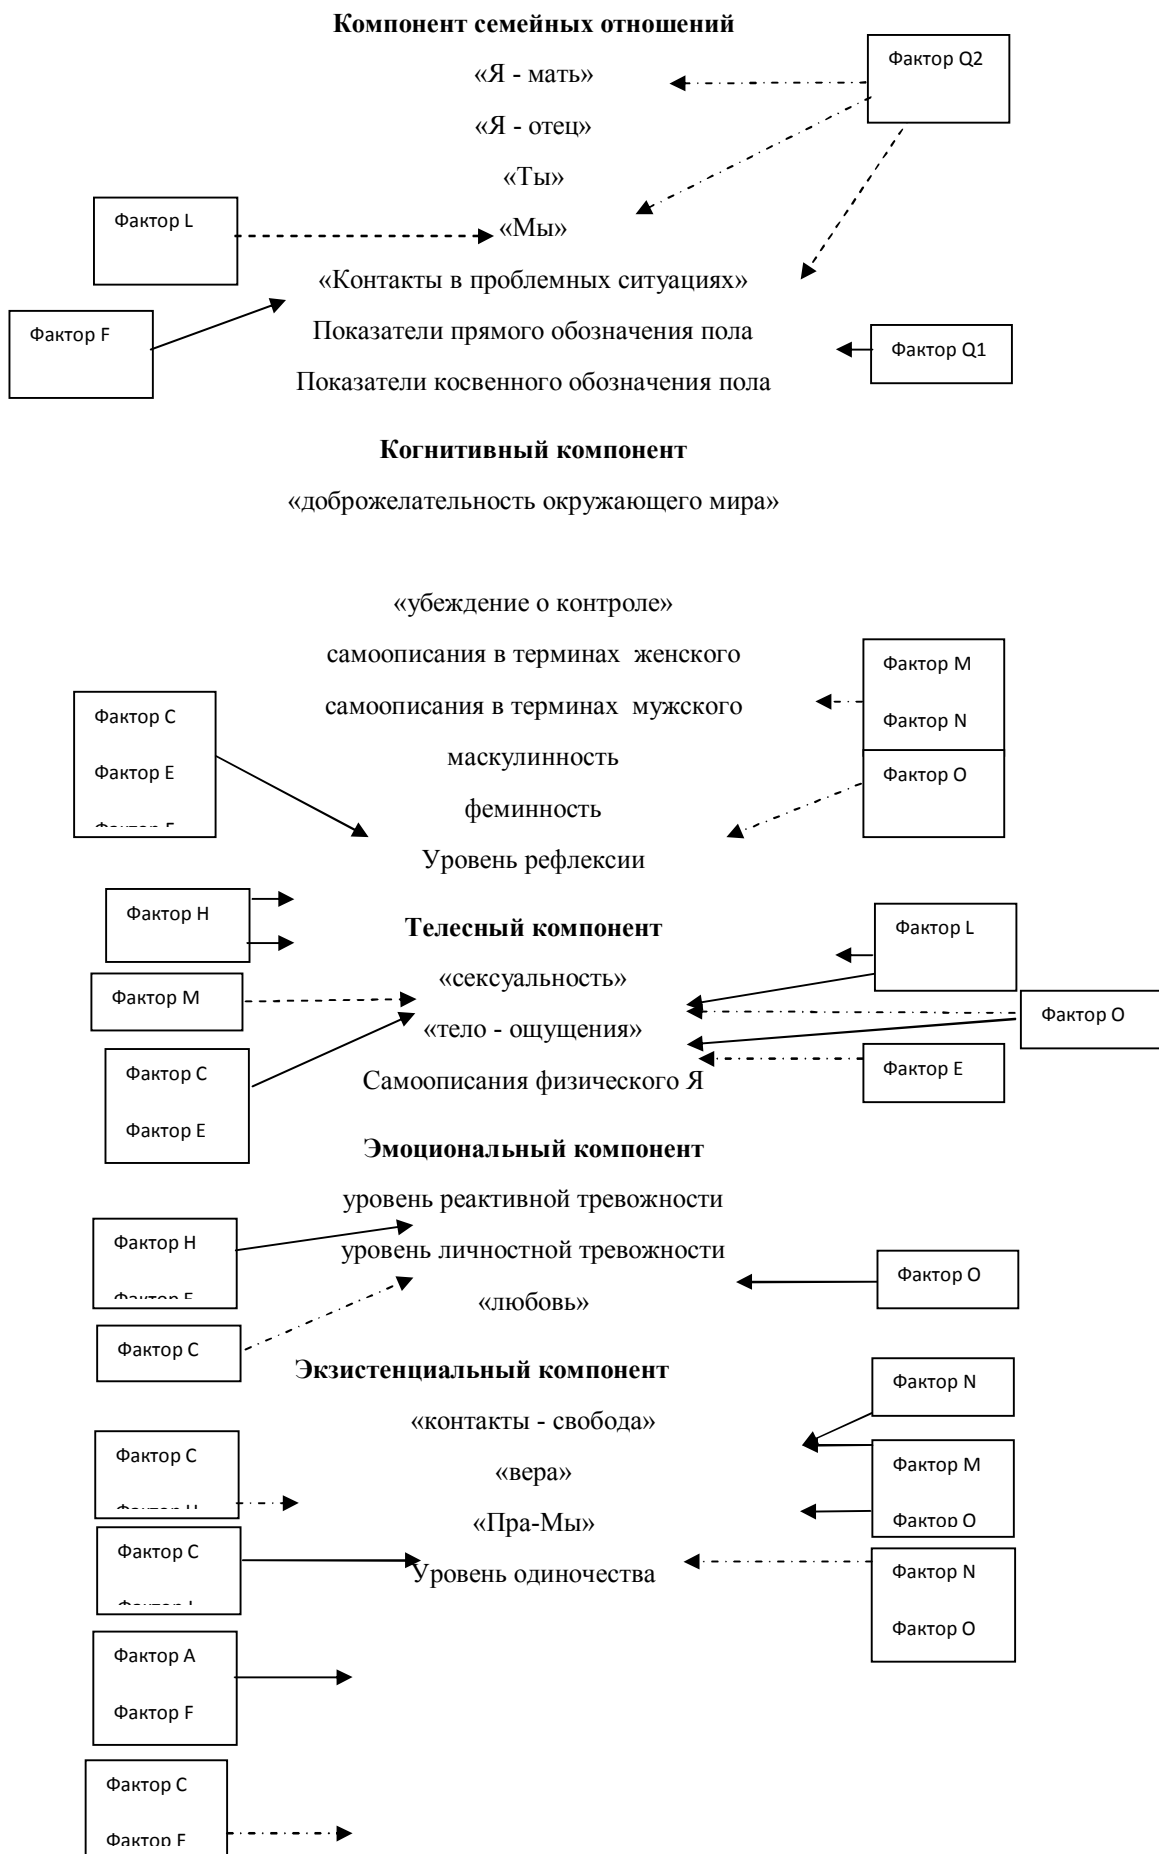 Компонент семейных отношений
«Я - мать»
Фактор Q2
«Я - отец»
«Ты»
Фактор L
«Мы»
«Контакты в проблемных ситуациях»
Фактор F
Показатели прямого обозначения пола
Фактор Q1
Показатели косвенного обозначения пола
Когнитивный компонент
«доброжелательность окружающего мира»
«убеждение о контроле»
самоописания в терминах женского
Фактор M
самоописания в терминах мужского
Фактор C
Фактор N
маскулинность
Фактор E
Фактор O
феминность
Уровень рефлексии
Фактор H
Телесный компонент
Фактор L
«сексуальность»
Фактор M
«тело - ощущения»
Фактор O
Фактор C
Самоописания физического Я
Фактор E
Фактор E
Эмоциональный компонент
уровень реактивной тревожности
Фактор H
уровень личностной тревожности
Фактор O
«любовь»
Фактор C
Экзистенциальный компонент
Фактор N
«контакты - свобода»
Фактор C
«вера»
Фактор M
«Пра-Мы»
Фактор O
Фактор C
Уровень одиночества
Фактор N
Фактор O
Фактор A
Фактор F
Фактор C
Фактор